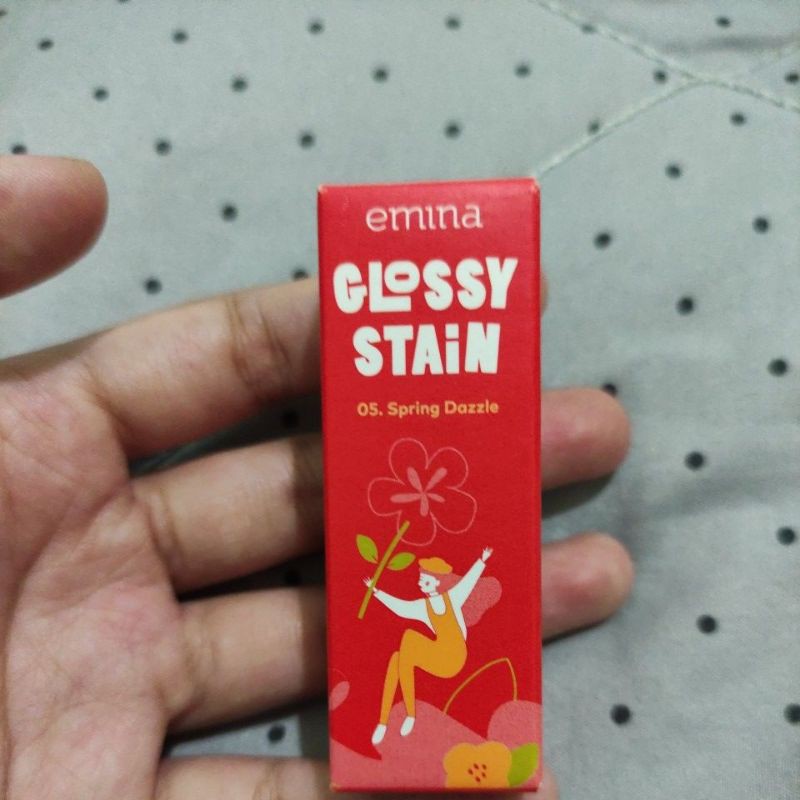 emina
GLOSSY
STAiN
05. Spring Dazzle